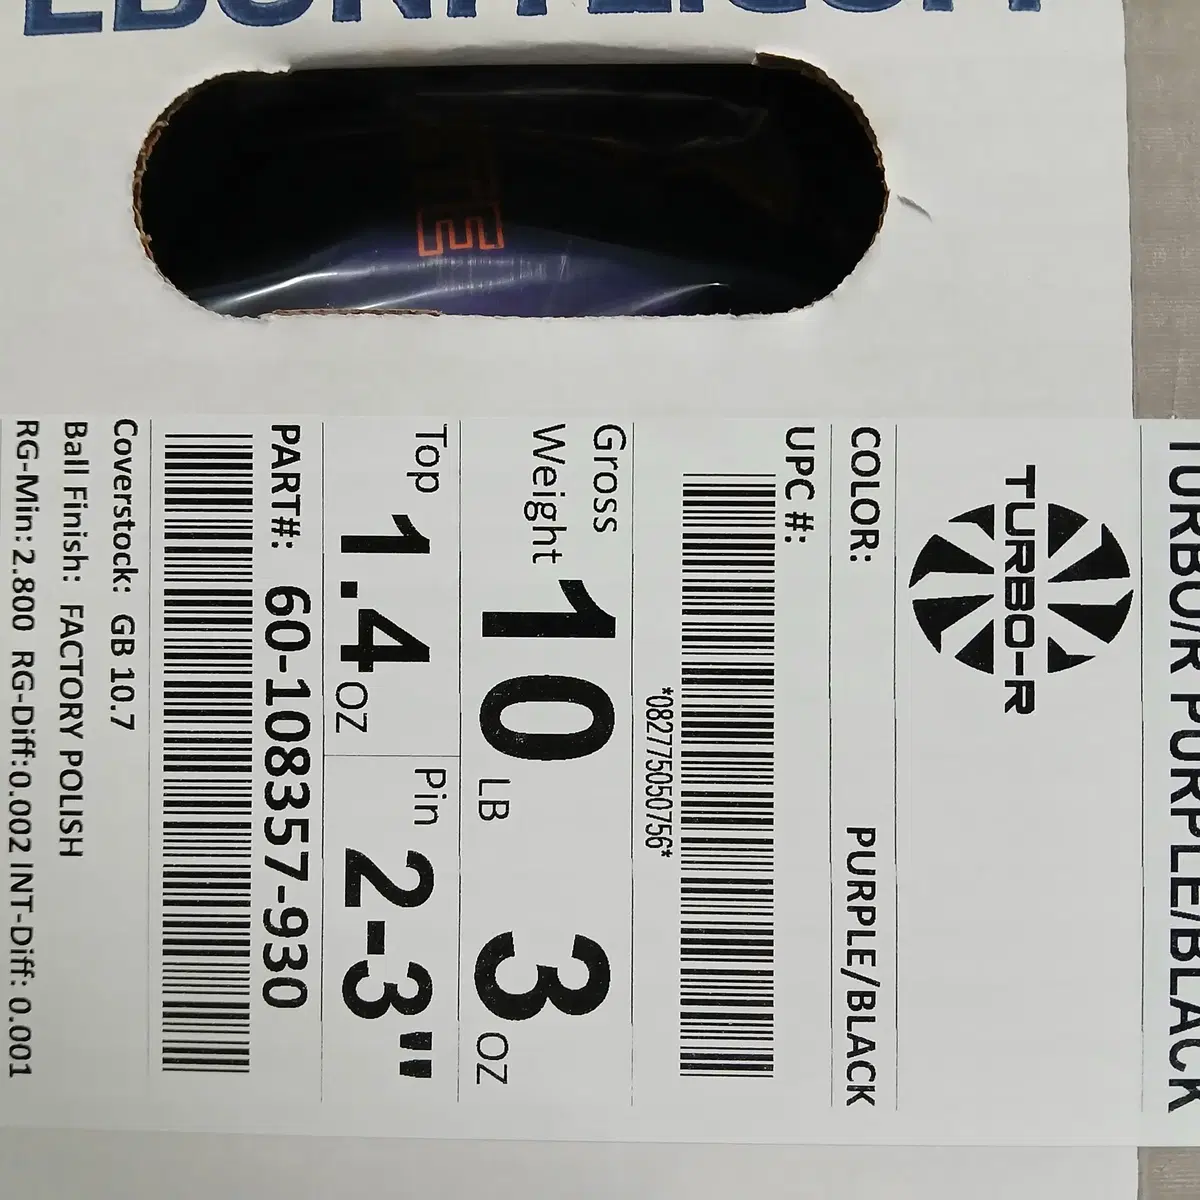 TURBO/R PURPLE/BLACK
TURBO-R
COLOR: PURPLE/BLACK
UPC #:
*082775050756*
Gross Weight 10 LB 3 OZ
Top 1.4 OZ Pin 2-3"
PART#: 60-108357-930
Coverstock: GB 10.7
Ball Finish: FACTORY POLISH
RG-Min: 2.800 RG-Diff:0.002 INT-Diff: 0.001